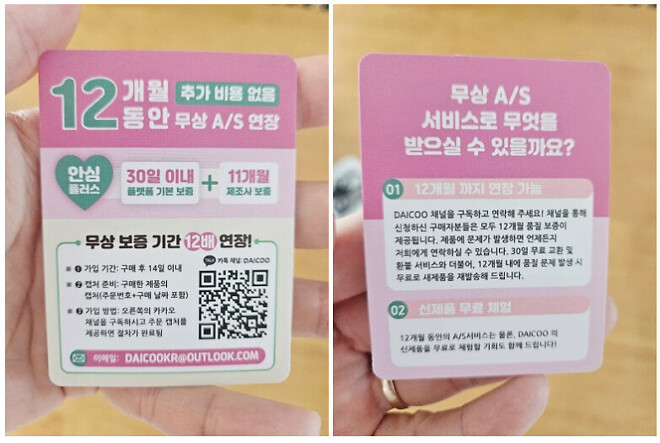 12개월 동안
추가 비용 없음
무상 A/S 연장
안심 플러스
30일 이내
플랫폼 기본 보증
+
11개월
제조사 보증
무상 보증 기간 12배 연장!
TALK 카톡 채널: DAICOO
1 가입 기간: 구매 후 14일 이내
2 캡처 준비: 구매한 제품의
캡처(주문번호+구매 날짜 포함)
3 가입 방법: 오른쪽의 카카오
채널을 구독하시고 주문 캡처를
제공하면 절차가 완료됨
이메일: DAICOOKR@OUTLOOK.COM
무상 A/S
서비스로 무엇을
받으실 수 있을까요?
01 12개월 까지 연장 가능
DAICOO 채널을 구독하고 연락해 주세요! 채널을 통해
신청하신 구매자분들은 모두 12개월 품질 보증이
제공됩니다. 제품에 문제가 발생하면 언제든지
저희에게 연락하실 수 있습니다. 30일 무료 교환 및
환불 서비스와 더불어, 12개월 내에 품질 문제 발생 시
무료로 새제품을 재발송해 드립니다.
02 신제품 무료 체험
12개월 동안의 A/S서비스는 물론, DAICOO 의
신제품을 무료로 체험할 기회도 함께 드립니다!